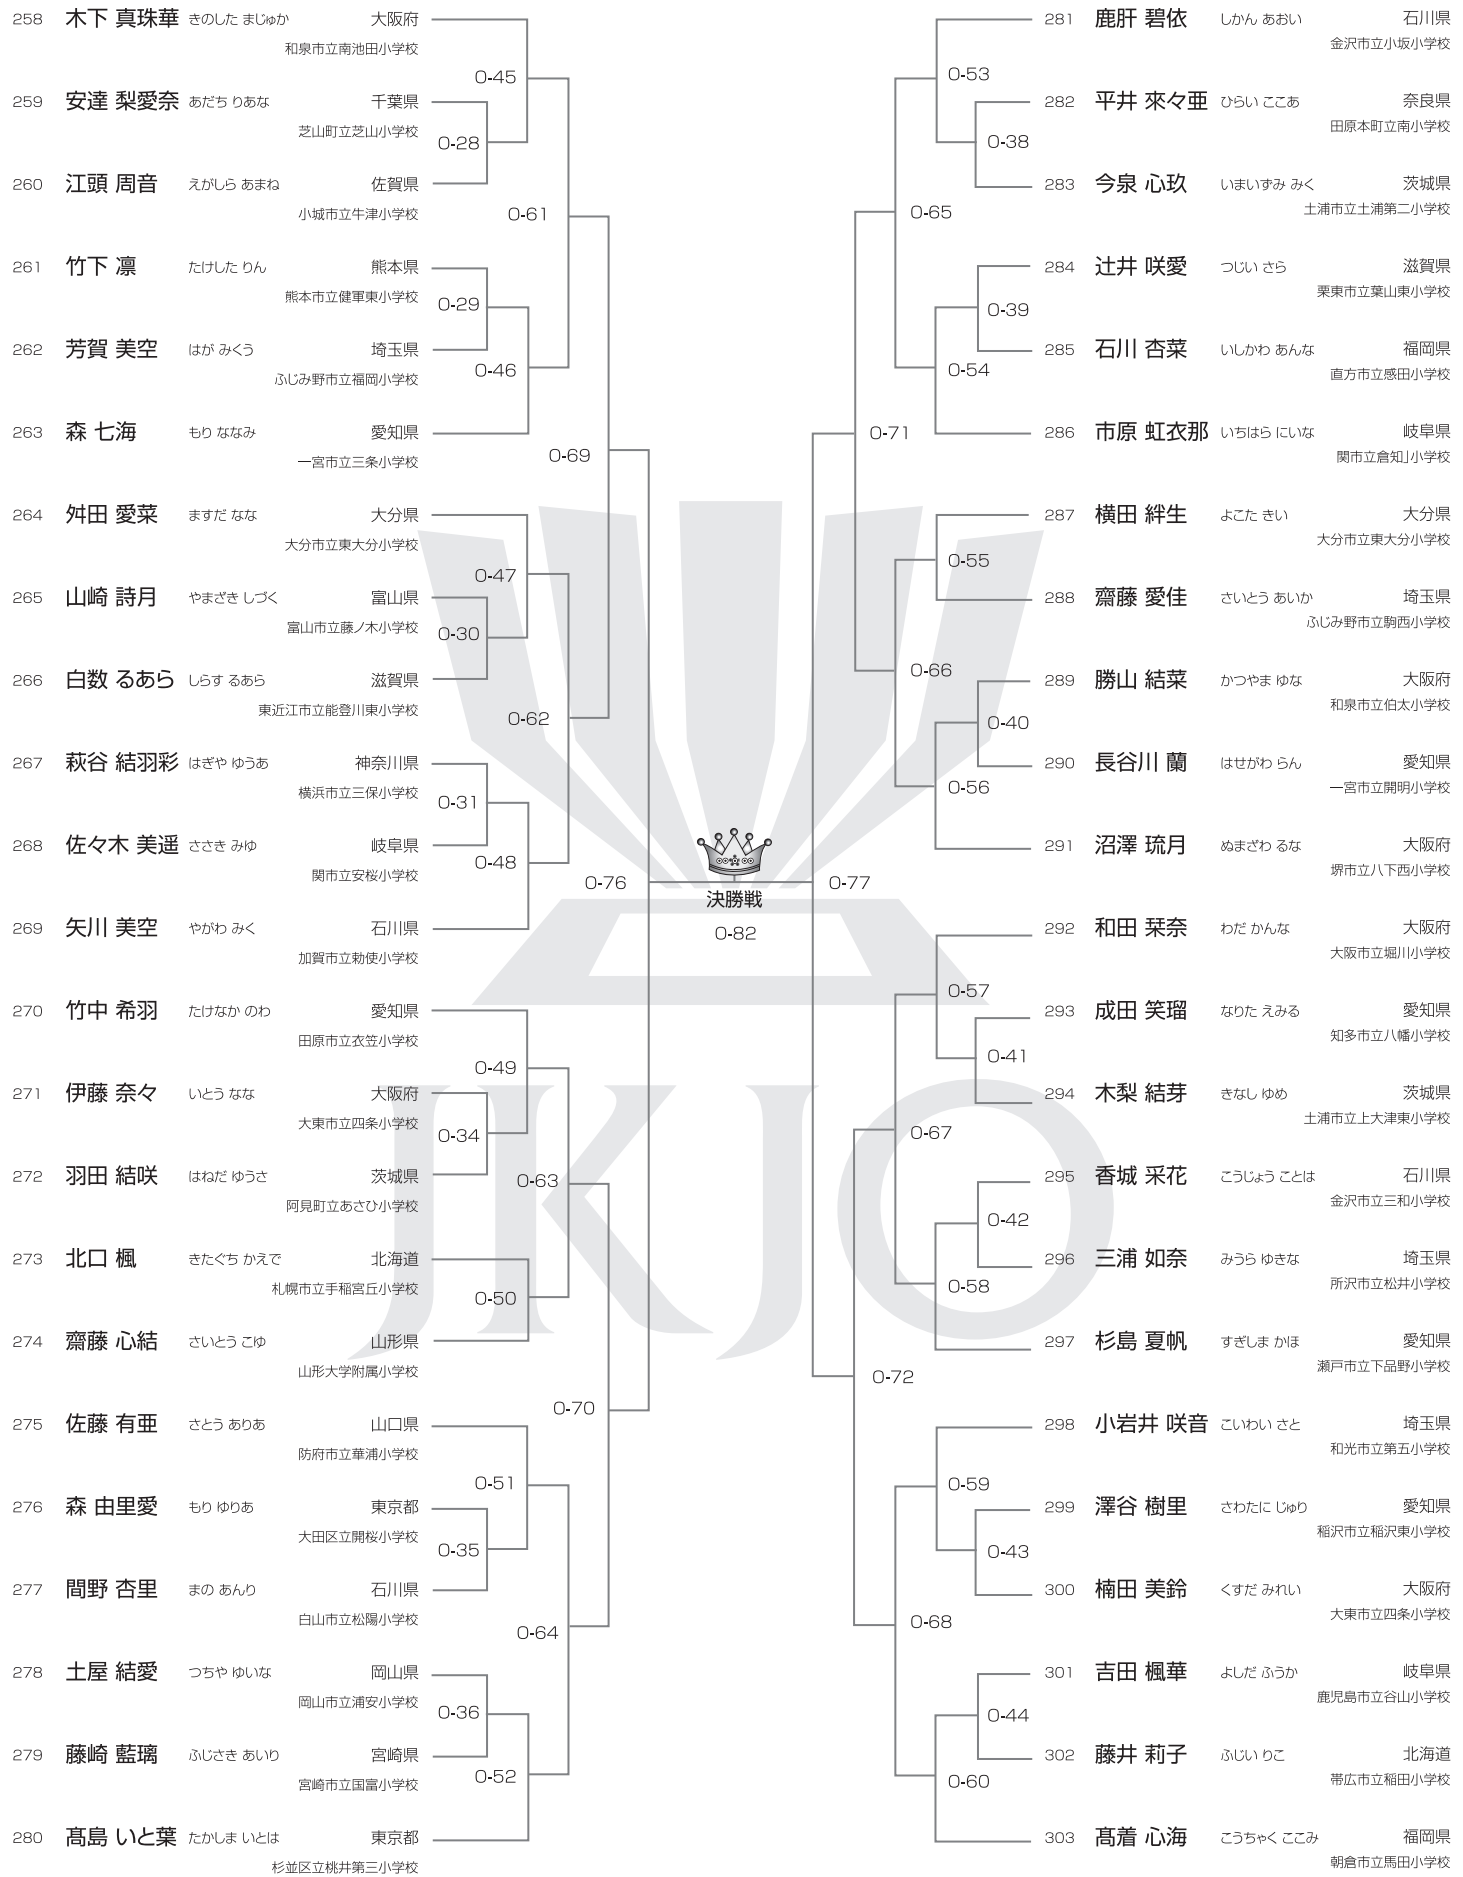 258 木下 真珠華 きのした まじゅか 大阪府
和泉市立南池田小学校
0-45
259 安達 梨愛奈 あだち りあな 千葉県
芝山町立芝山小学校
0-28
260 江頭 周音 えがしら あまね 佐賀県
小城市立牛津小学校
0-61
261 竹下 凛 たけした りん 熊本県
熊本市立健軍東小学校
0-29
262 芳賀 美空 はが みくう 埼玉県
ふじみ野市立福岡小学校
0-46
263 森 七海 もり ななみ 愛知県
一宮市立三条小学校
0-69
264 舛田 愛菜 ますだ なな 大分県
大分市立東大分小学校
0-47
265 山崎 詩月 やまざき しづく 富山県
富山市立藤ノ木小学校
0-30
266 白数 るあら しらす るあら 滋賀県
東近江市立能登川東小学校
0-62
267 萩谷 結羽彩 はぎや ゆうあ 神奈川県
横浜市立三保小学校
0-31
268 佐々木 美遥 ささき みゆ 岐阜県
関市立安桜小学校
0-48
0-76
269 矢川 美空 やがわ みく 石川県
加賀市立勅使小学校
270 竹中 希羽 たけなか のわ 愛知県
田原市立衣笠小学校
0-49
271 伊藤 奈々 いとう なな 大阪府
大東市立四条小学校
0-34
272 羽田 結咲 はねだ ゆうさ 茨城県
阿見町立あさひ小学校
0-63
273 北口 楓 きたぐち かえで 北海道
札幌市立手稲宮丘小学校
0-50
274 齋藤 心結 さいとう こゆ 山形県
山形大学附属小学校
0-70
275 佐藤 有亜 さとう ありあ 山口県
防府市立華浦小学校
0-51
276 森 由里愛 もり ゆりあ 東京都
大田区立開桜小学校
0-35
277 間野 杏里 まの あんり 石川県
白山市立松陽小学校
0-64
278 土屋 結愛 つちや ゆいな 岡山県
岡山市立浦安小学校
0-36
279 藤崎 藍璃 ふじさき あいり 宮崎県
宮崎市立国富小学校
0-52
280 髙島 いと葉 たかしま いとは 東京都
杉並区立桃井第三小学校
決勝戦
0-82
JKJO
281 鹿肝 碧依 しかん あおい 石川県
金沢市立小坂小学校
0-53
282 平井 來々亜 ひらい ここあ 奈良県
田原本町立南小学校
0-38
283 今泉 心玖 いまいずみ みく 茨城県
土浦市立土浦第二小学校
0-65
284 辻井 咲愛 つじい さら 滋賀県
栗東市立葉山東小学校
0-39
285 石川 杏菜 いしかわ あんな 福岡県
直方市立感田小学校
0-54
286 市原 虹衣那 いちはら にいな 岐阜県
関市立倉知」小学校
0-71
287 横田 絆生 よこた きい 大分県
大分市立東大分小学校
0-55
288 齋藤 愛佳 さいとう あいか 埼玉県
ふじみ野市立駒西小学校
0-66
289 勝山 結菜 かつやま ゆな 大阪府
和泉市立伯太小学校
0-40
290 長谷川 蘭 はせがわ らん 愛知県
一宮市立開明小学校
0-56
291 沼澤 琉月 ぬまざわ るな 大阪府
堺市立八下西小学校
0-77
292 和田 栞奈 わだ かんな 大阪府
大阪市立堀川小学校
0-57
293 成田 笑瑠 なりた えみる 愛知県
知多市立八幡小学校
0-41
294 木梨 結芽 きなし ゆめ 茨城県
土浦市立上大津東小学校
0-67
295 香城 采花 こうじょう ことは 石川県
金沢市立三和小学校
0-42
296 三浦 如奈 みうら ゆきな 埼玉県
所沢市立松井小学校
0-58
297 杉島 夏帆 すぎしま かほ 愛知県
瀬戸市立下品野小学校
0-72
298 小岩井 咲音 こいわい さと 埼玉県
和光市立第五小学校
0-59
299 澤谷 樹里 さわたに じゅり 愛知県
稲沢市立稲沢東小学校
0-43
300 楠田 美鈴 くすだ みれい 大阪府
大東市立四条小学校
0-68
301 吉田 楓華 よしだ ふうか 岐阜県
鹿児島市立谷山小学校
0-44
302 藤井 莉子 ふじい りこ 北海道
帯広市立稲田小学校
0-60
303 髙着 心海 こうちゃく ここみ 福岡県
朝倉市立馬田小学校